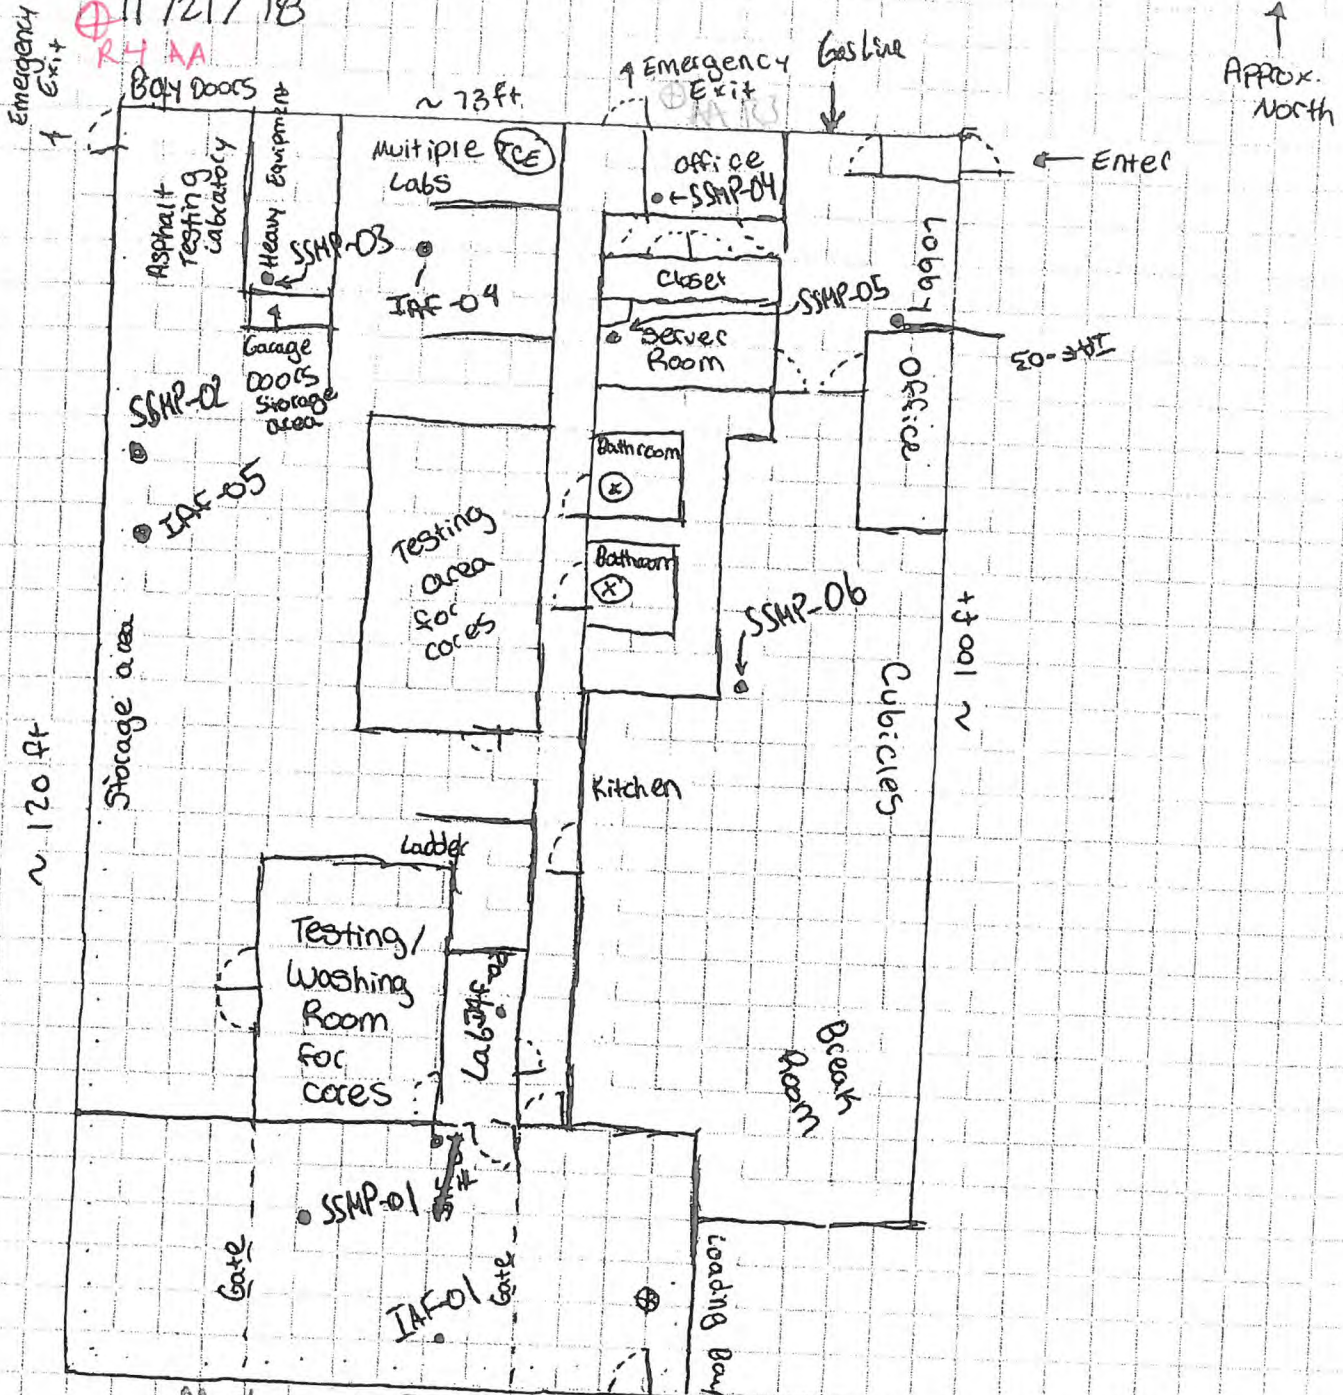 11/21/18
R4 AA
Emergency
Exit
Bay Doors
~ 73 ft.
Emergency
Exit
Gas Line
Approx.
North
Enter
Asphalt
Testing
Labratory
Heavy Equipment
SSMP-03
Multiple
Labs
TCE
IAF-04
Office
SSMP-04
Closet
SSMP-05
Server
Room
Lobby
IAF-03
Office
Garage
Doors
Storage
area
SSMP-02
IAF-05
Testing
area
for
cores
Bathroom
Bathroom
SSMP-06
~ 100 ft
Cubicles
Storage area
~ 120 ft
Kitchen
Ladder
Testing/
Washing
Room
for
cores
Lab
Break
Room
SSMP-01
Gate
Gate
IAF-01
Loading Bay